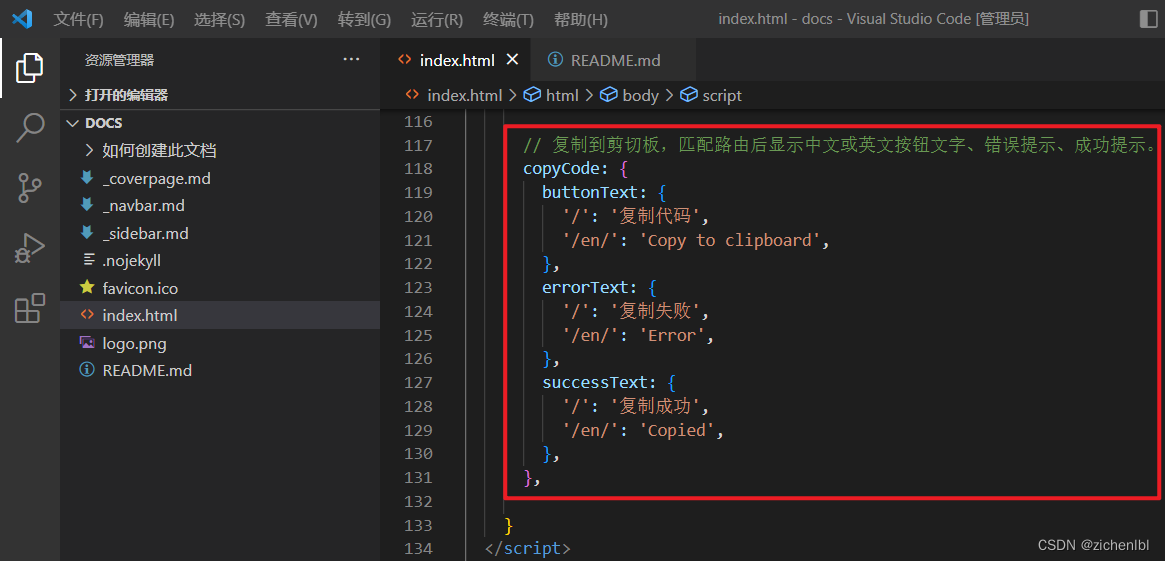 文件(F) 编辑(E) 选择(S) 查看(V) 转到(G) 运行(R) 终端(T) 帮助(H) index.html - docs - Visual Studio Code [管理员]
资源管理器 ···
打开的编辑器
DOCS
如何创建此文档
_coverpage.md
_navbar.md
_sidebar.md
.nojekyll
favicon.ico
index.html
logo.png
README.md
index.html README.md
index.html > html > body > script
116
117 // 复制到剪切板，匹配路由后显示中文或英文按钮文字、错误提示、成功提示。
118 copyCode: {
119 buttonText: {
120 '/': '复制代码',
121 '/en/': 'Copy to clipboard',
122 },
123 errorText: {
124 '/': '复制失败',
125 '/en/': 'Error',
126 },
127 successText: {
128 '/': '复制成功',
129 '/en/': 'Copied',
130 },
131 },
132
133 }
134 </script>
CSDN @zichenlbl